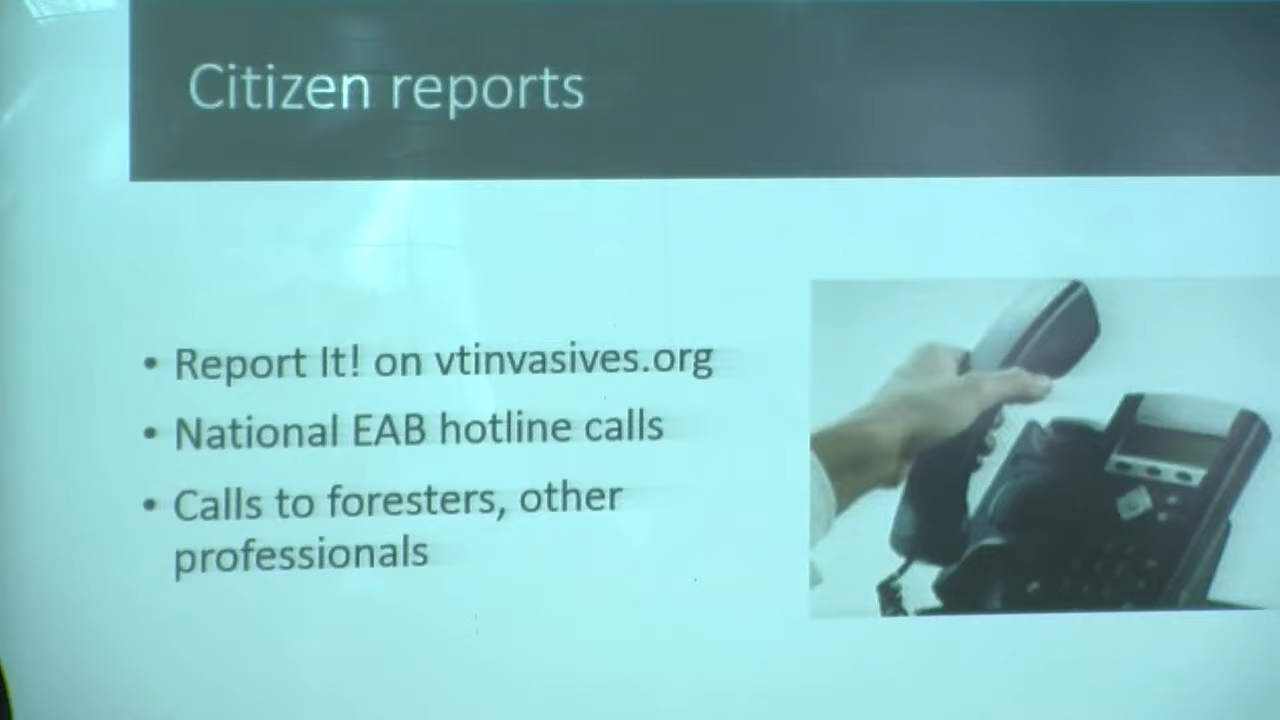 Citizen reports
• Report It! on vtinvasives.org
• National EAB hotline calls
• Calls to foresters, other
professionals